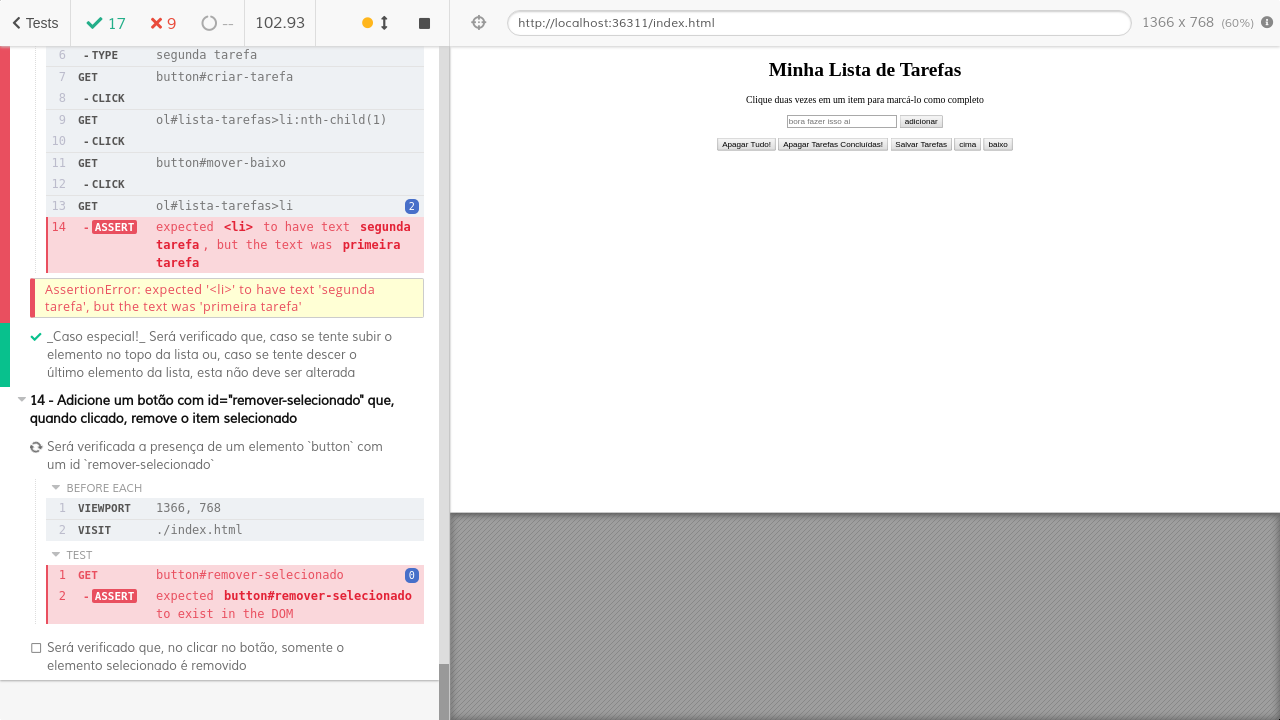 Tests
17
9
--
102.93
http://localhost:36311/index.html
1366 x 768 (60%)
6 - TYPE segunda tarefa
7 GET button#criar-tarefa
8 - CLICK
9 GET ol#lista-tarefas>li:nth-child(1)
10 - CLICK
11 GET button#mover-baixo
12 - CLICK
13 GET ol#lista-tarefas>li 2
14 - ASSERT expected <li> to have text segunda
tarefa, but the text was primeira
tarefa
AssertionError: expected '<li>' to have text 'segunda
tarefa', but the text was 'primeira tarefa'
_Caso especial!_ Será verificado que, caso se tente subir o
elemento no topo da lista ou, caso se tente descer o
último elemento da lista, esta não deve ser alterada
14 - Adicione um botão com id="remover-selecionado" que,
quando clicado, remove o item selecionado
Será verificada a presença de um elemento `button` com
um id `remover-selecionado`
BEFORE EACH
1 VIEWPORT 1366, 768
2 VISIT ./index.html
TEST
1 GET button#remover-selecionado 0
2 - ASSERT expected button#remover-selecionado
to exist in the DOM
Será verificado que, no clicar no botão, somente o
elemento selecionado é removido
Minha Lista de Tarefas
Clique duas vezes em um item para marcá-lo como completo
bora fazer isso ai adicionar
Apagar Tudo! Apagar Tarefas Concluídas! Salvar Tarefas cima baixo